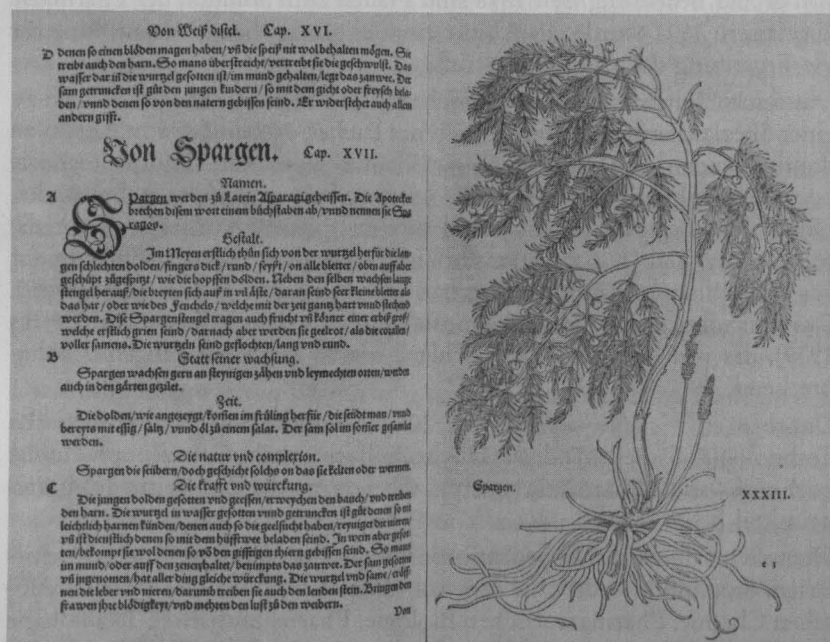 Von Weiß distel. Cap. XVI.
D denen so einen blöden magen haben/ vñ die speiß nit wol behalten mögen. Sie
treibt auch den harn. So mans überstreicht/ vertreibt sie die geschwulst. Das
wasser dar iñ die wurtzel gesotten ist/ im mund gehalten/ legt das zanwee. Der
sam getruncken ist gůt den jungen kindern/ so mit dem gicht oder freysch bela-
den/ vnnd denen so von den natern gebissen seind. Er widerstehet auch allem
andern gifft.
Von Spargen. Cap. XVII.
Namen.
A SPargen werden zů Latein Asparagi geheissen. Die Apotecker
brechen disem wort einen bůchstaben ab/ vnnd nennen sie Spa-
ragos.
Gestalt.
Im Meyen erstlich thůn sich von der wurtzel herfür die lan-
gen schlechten dolden/ fingers dick/ rund/ feyßt/ on alle bletter/ oben auff aber
geschüpt zůgespitzt/ wie die hopffen dolden. Neben den selben wachsen lange
stengel herauß/ die breyten sich auß in vil äste/ dar an seind seer kleine bletter als
das har/ oder wie des Fenchels/ welche mit der zeit gantz hart vnnd stechend
werden. Dise Spargenstengel tragen auch frucht vñ körner einer erbiß groß/
welche erstlich grien seind/ darnach aber werden sie geelrot/ als die corallen/
voller samens. Die wurtzeln seind geflochten/ lang vnd rund.
B Statt seiner wachsung.
Spargen wachsen gern an steynigen zähen vnd leymechten orten/ werden
auch in den gärten gezilet.
Zeit.
Die dolden/ wie angezeygt/ kom̃en im früling herfür/ die seüdt man/ vnnd
bereyts mit essig/ saltz/ vnnd öl zů einem salat. Der sam sol im som̃er gesamlet
werden.
Die natur vnd complexion.
Spargen die seübern/ doch geschicht solchs on das sie kelten oder wermen.
C Die krafft vnd würckung.
Die jungen dolden gesotten vnd geessen/ erweychen den bauch/ vnd treiben
den harn. Die wurtzel in wasser gesotten vnnd getruncken ist gůt denen so nit
leichtlich harnen künden/ denen auch so die geelsucht haben/ reyniget die nieren/
vñ ist dienstlich denen so mit dem hüfftwee beladen seind. In wein aber gesot-
ten/ bekompt sie wol denen so võ den gifftigen thiern gebissen seind. So mans
im mund/ oder auff den zenen haltet/ benimpts das zanwee. Der sam gesotten
vñ jngenomen/ hat aller ding gleiche würckung. Die wurtzel vnd same/ eröff-
nen die leber vnd nieren/ darumb treiben sie auch den lenden stein. Bringen den
frawen jhre blödigkeyt/ vnd mehren den lust zů den weibern.
Von
Spargen.
XXXIII.
e 3